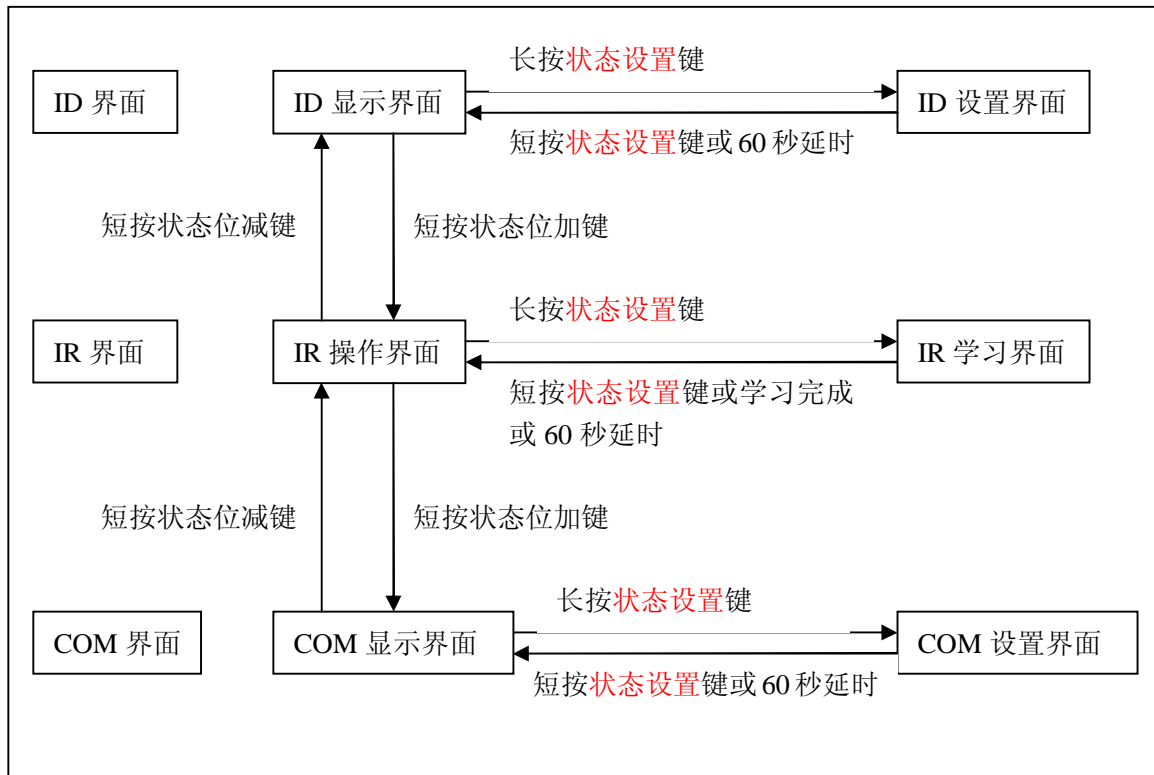 长按状态设置键
ID 界面
ID 显示界面
ID 设置界面
短按状态设置键或 60 秒延时
短按状态位减键
短按状态位加键
长按状态设置键
IR 界面
IR 操作界面
IR 学习界面
短按状态设置键或学习完成
或 60 秒延时
短按状态位减键
短按状态位加键
长按状态设置键
COM 界面
COM 显示界面
COM 设置界面
短按状态设置键或 60 秒延时